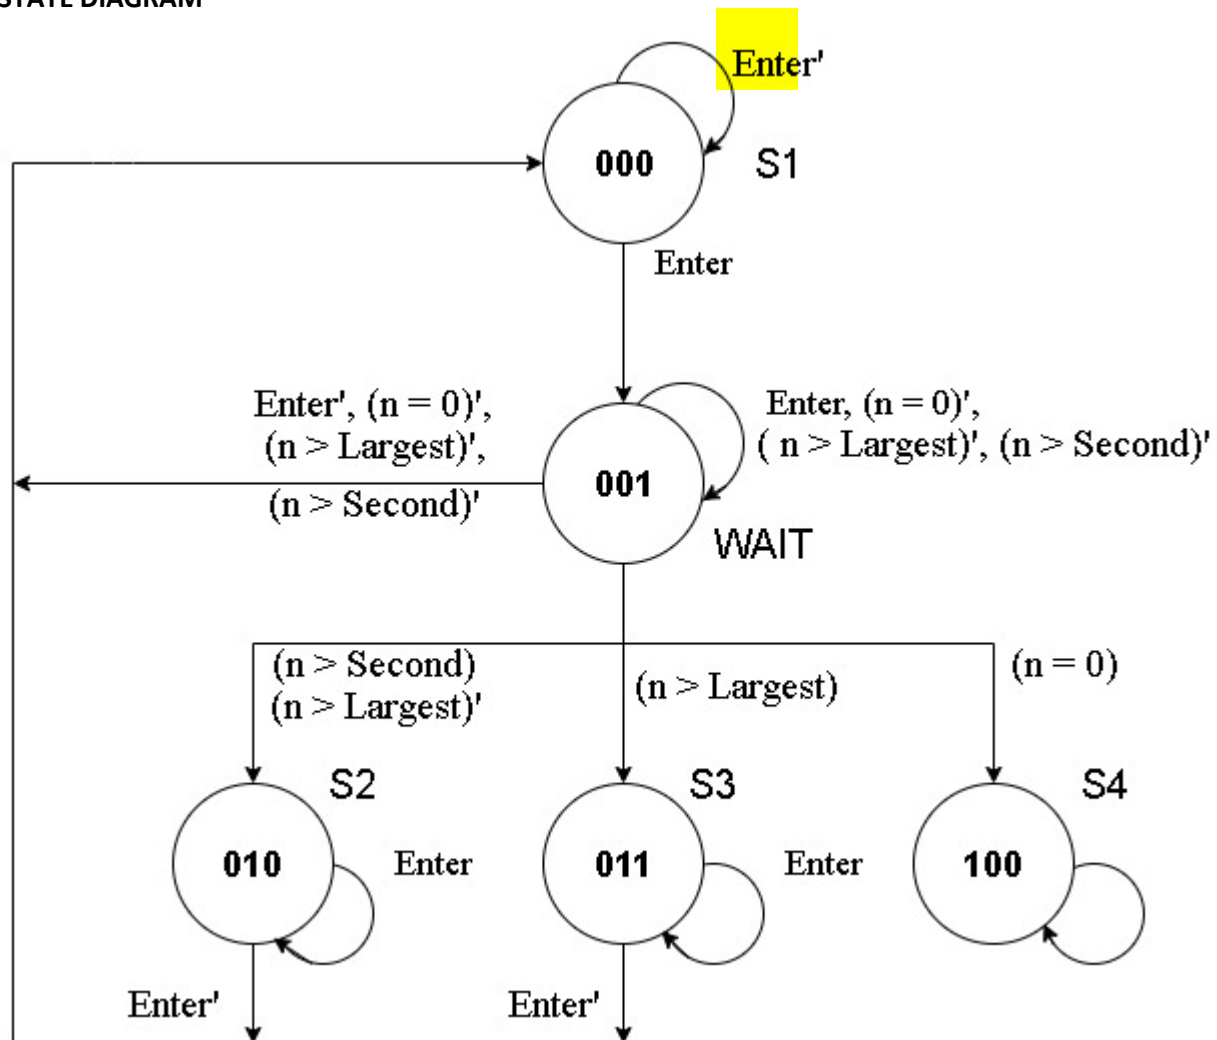 STATE DIAGRAM
Enter'
000
S1
Enter
Enter', (n = 0)',
(n > Largest)',
(n > Second)'
Enter, (n = 0)',
( n > Largest)', (n > Second)'
001
WAIT
(n > Second)
(n > Largest)'
(n > Largest)
(n = 0)
S2
S3
S4
010
Enter
011
Enter
100
Enter'
Enter'